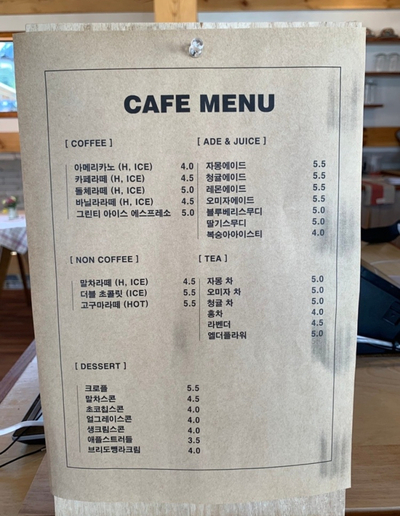 CAFE MENU
[ COFFEE ]
아메리카노 (H, ICE) 4.0
카페라떼 (H, ICE) 4.5
돌체라떼 (H, ICE) 5.0
바닐라라떼 (H, ICE) 4.5
그린티 아이스 에스프레소 5.0
[ ADE & JUICE ]
자몽에이드 5.5
청귤에이드 5.5
레몬에이드 5.5
오미자에이드 5.5
블루베리스무디 5.0
딸기스무디 5.0
복숭아아이스티 4.0
[ NON COFFEE ]
말차라떼 (H, ICE) 4.5
더블 초콜릿 (ICE) 5.5
고구마라떼 (HOT) 5.5
[ TEA ]
자몽 차 5.0
오미자 차 5.0
청귤 차 5.0
홍차 4.0
라벤더 4.5
엘더플라워 5.0
[ DESSERT ]
크로플 5.5
말차스콘 4.5
초코칩스콘 4.0
얼그레이스콘 4.0
생크림스콘 4.0
애플스트러들 3.5
브리도빵라크림 4.0